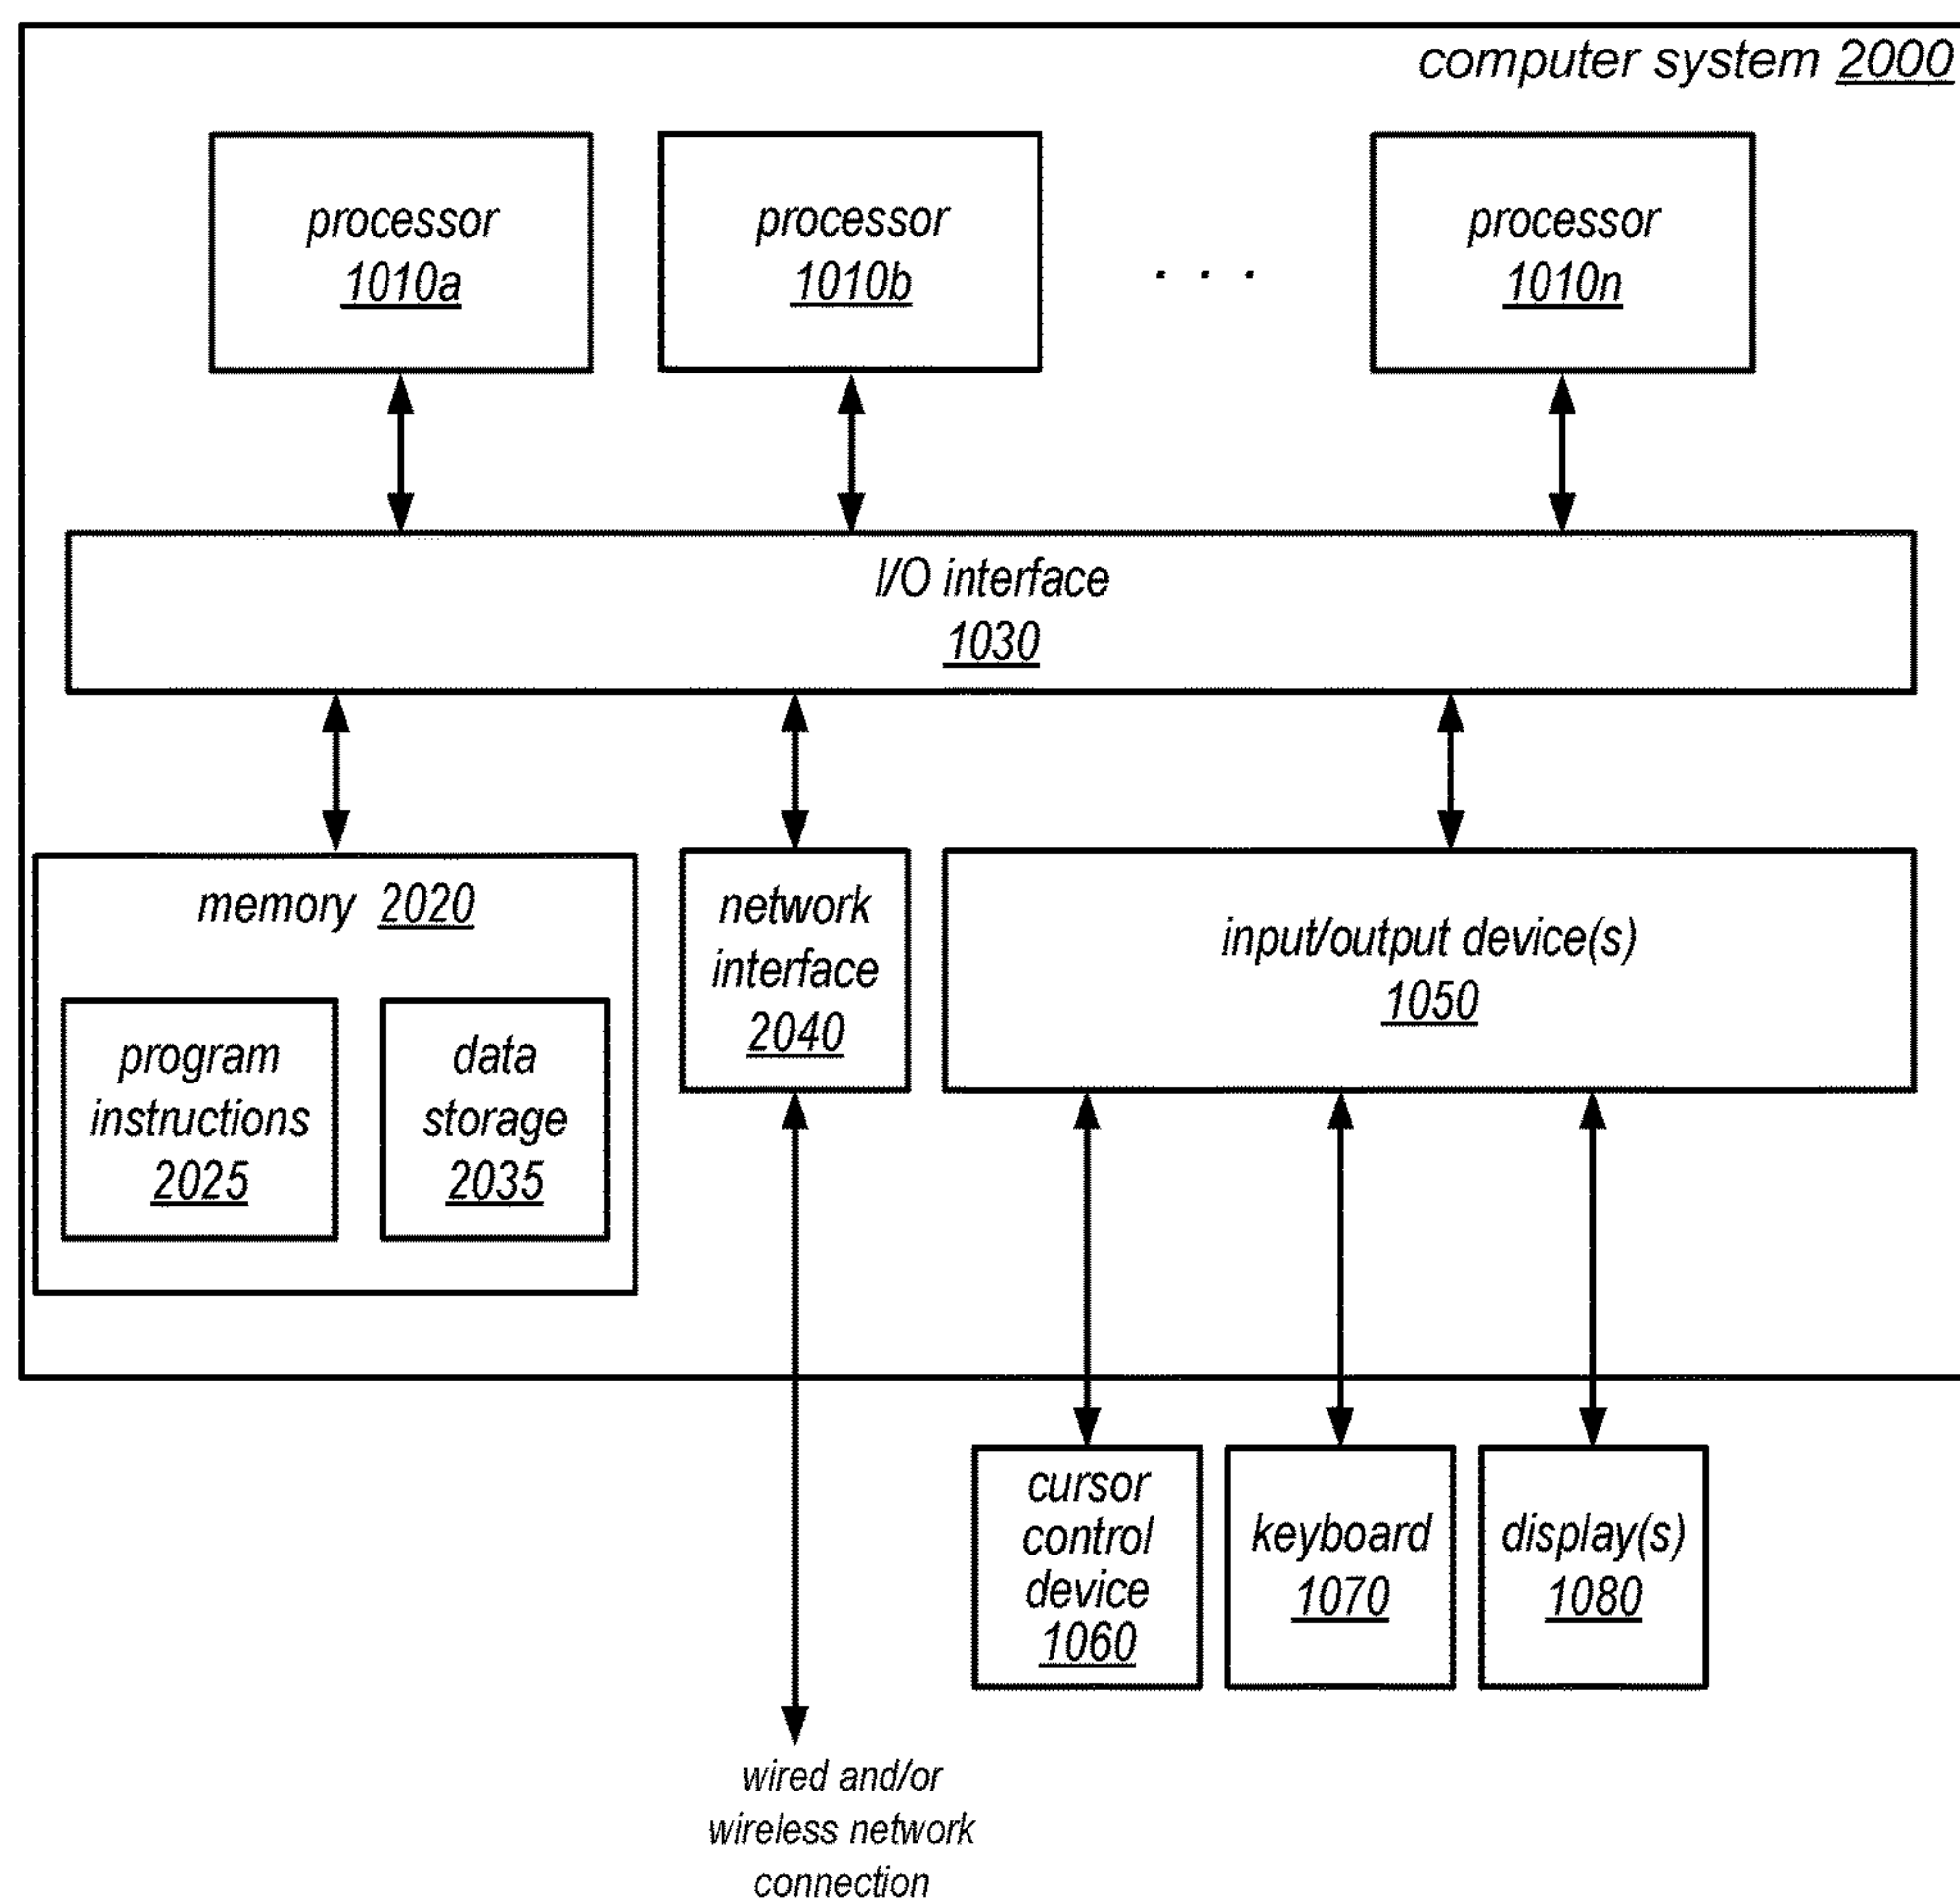 computer system 2000
processor
1010a
processor
1010b
. . .
processor
1010n
I/O interface
1030
memory 2020
program
instructions
2025
data
storage
2035
network
interface
2040
input/output device(s)
1050
cursor
control
device
1060
keyboard
1070
display(s)
1080
wired and/or
wireless network
connection